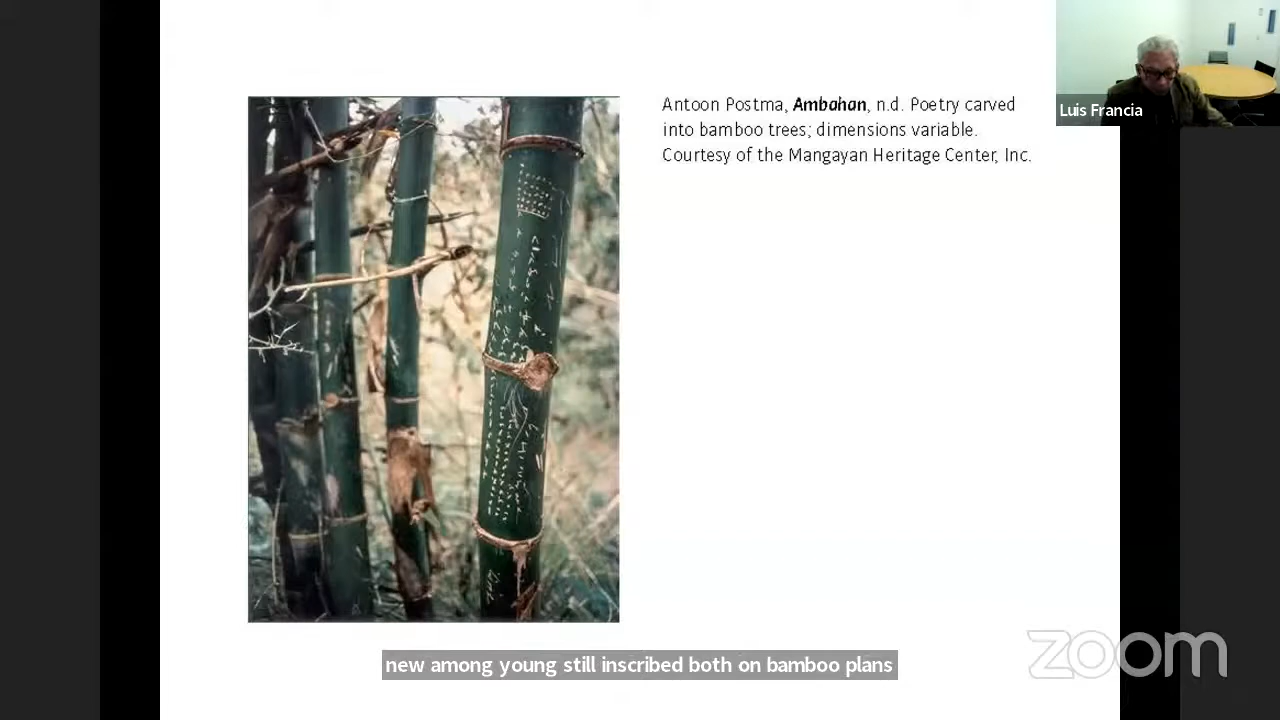 Antoon Postma, Ambahan, n.d. Poetry carved
into bamboo trees; dimensions variable.
Courtesy of the Mangayan Heritage Center, Inc.
Luis Francia
new among young still inscribed both on bamboo plans
zoom